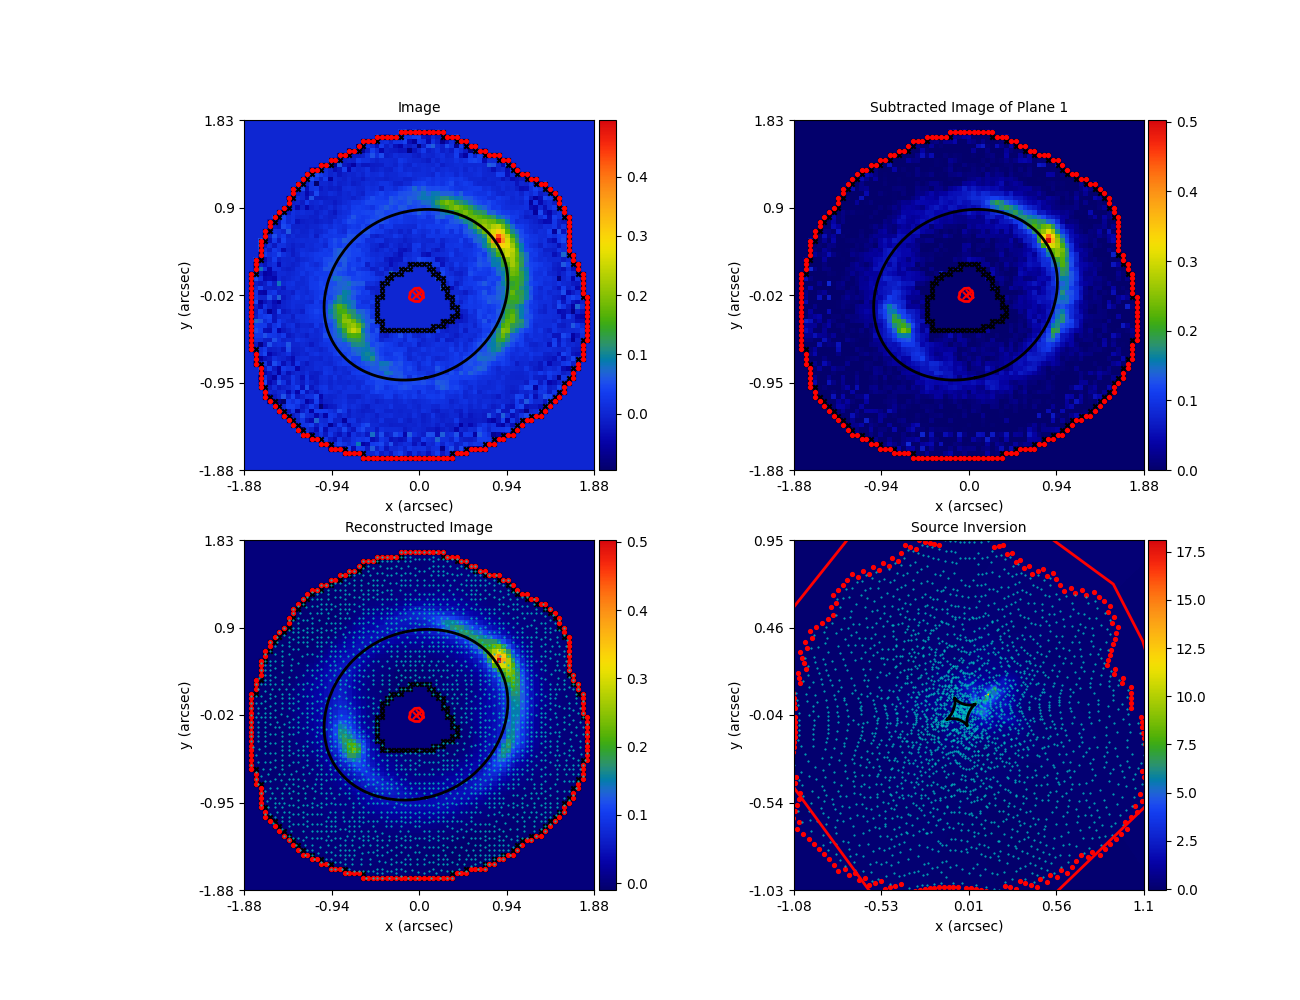 Image
1.83
0.9
-0.02
-0.95
-1.88
y (arcsec)
-1.88 -0.94 0.0 0.94 1.88
x (arcsec)
0.4
0.3
0.2
0.1
0.0
Subtracted Image of Plane 1
1.83
0.9
-0.02
-0.95
-1.88
y (arcsec)
-1.88 -0.94 0.0 0.94 1.88
x (arcsec)
0.5
0.4
0.3
0.2
0.1
0.0
Reconstructed Image
1.83
0.9
-0.02
-0.95
-1.88
y (arcsec)
-1.88 -0.94 0.0 0.94 1.88
x (arcsec)
0.5
0.4
0.3
0.2
0.1
0.0
Source Inversion
0.95
0.46
-0.04
-0.54
-1.03
y (arcsec)
-1.08 -0.53 0.01 0.56 1.1
x (arcsec)
17.5
15.0
12.5
10.0
7.5
5.0
2.5
0.0